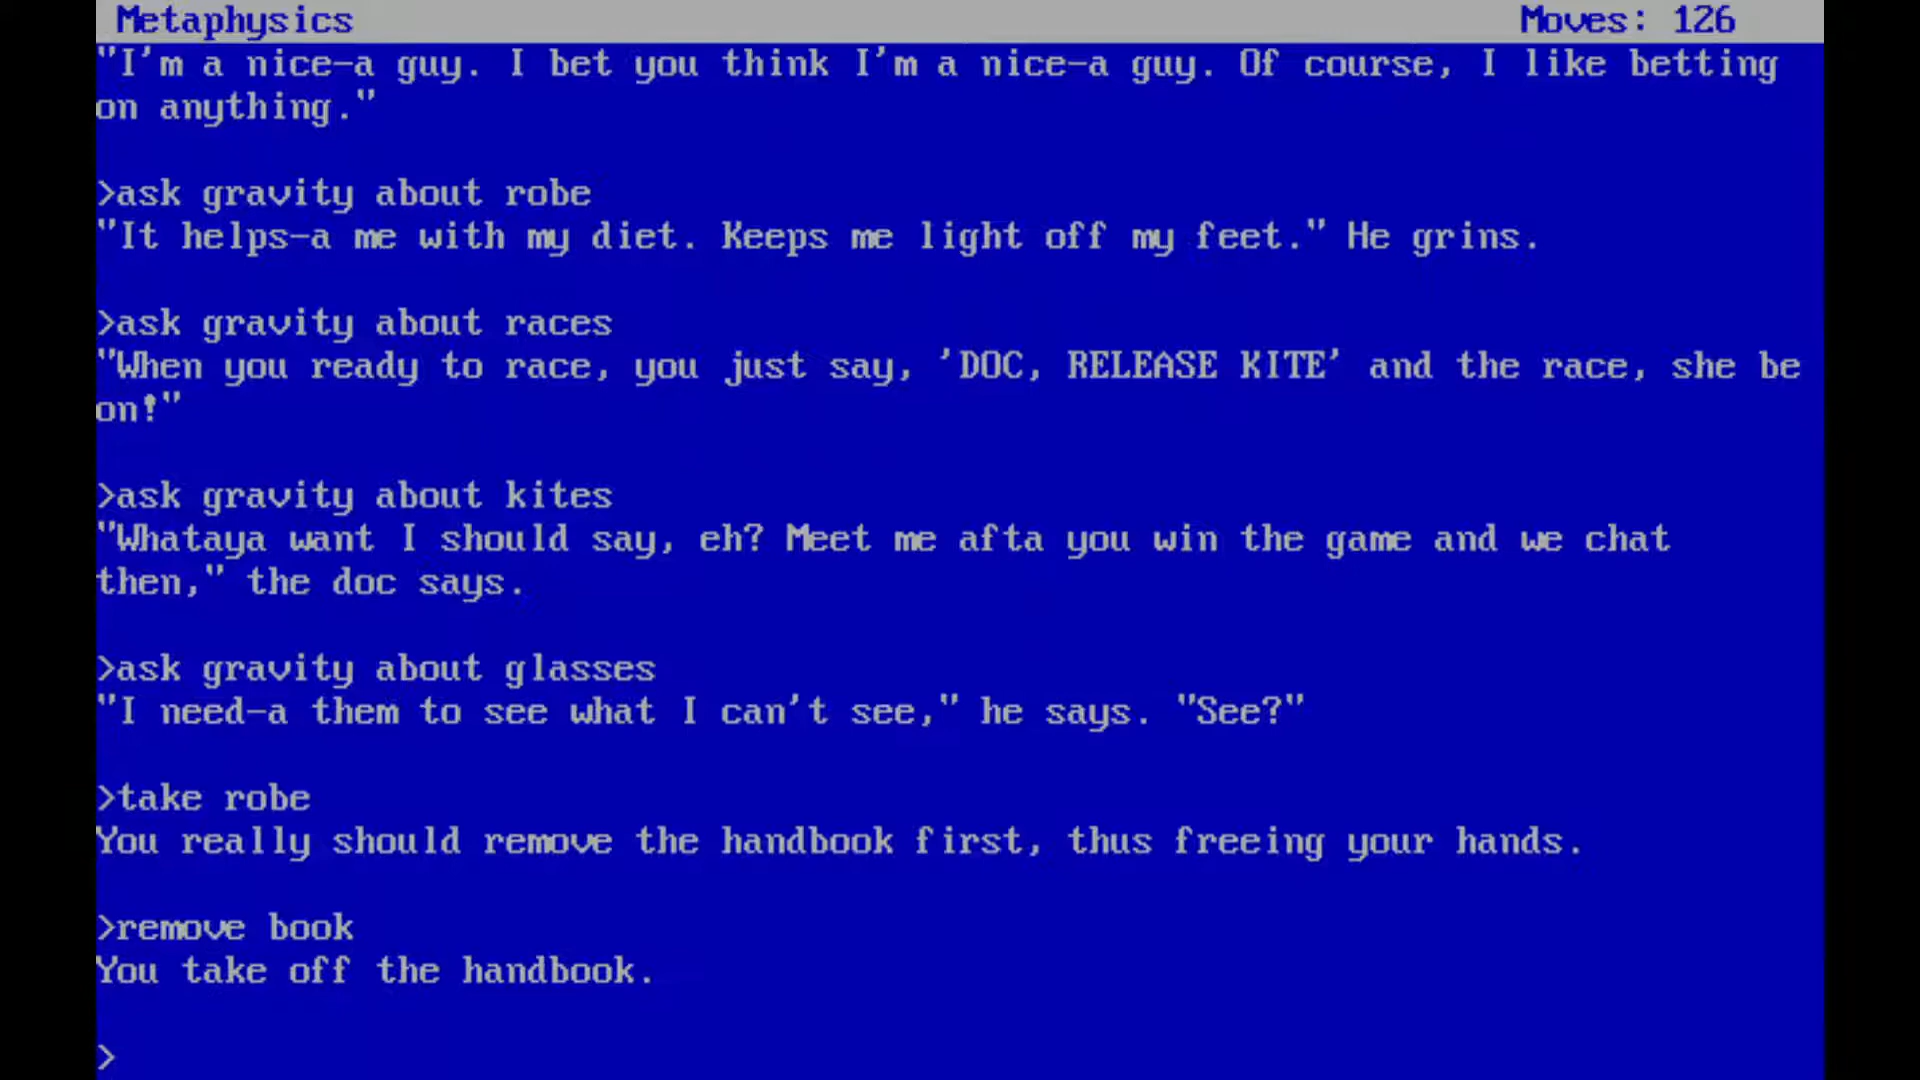 Metaphysics Moves: 126
"I'm a nice-a guy. I bet you think I'm a nice-a guy. Of course, I like betting
on anything."
>ask gravity about robe
"It helps-a me with my diet. Keeps me light off my feet." He grins.
>ask gravity about races
"When you ready to race, you just say, 'DOC, RELEASE KITE' and the race, she be
on!"
>ask gravity about kites
"Whataya want I should say, eh? Meet me afta you win the game and we chat
then," the doc says.
>ask gravity about glasses
"I need-a them to see what I can't see," he says. "See?"
>take robe
You really should remove the handbook first, thus freeing your hands.
>remove book
You take off the handbook.
>